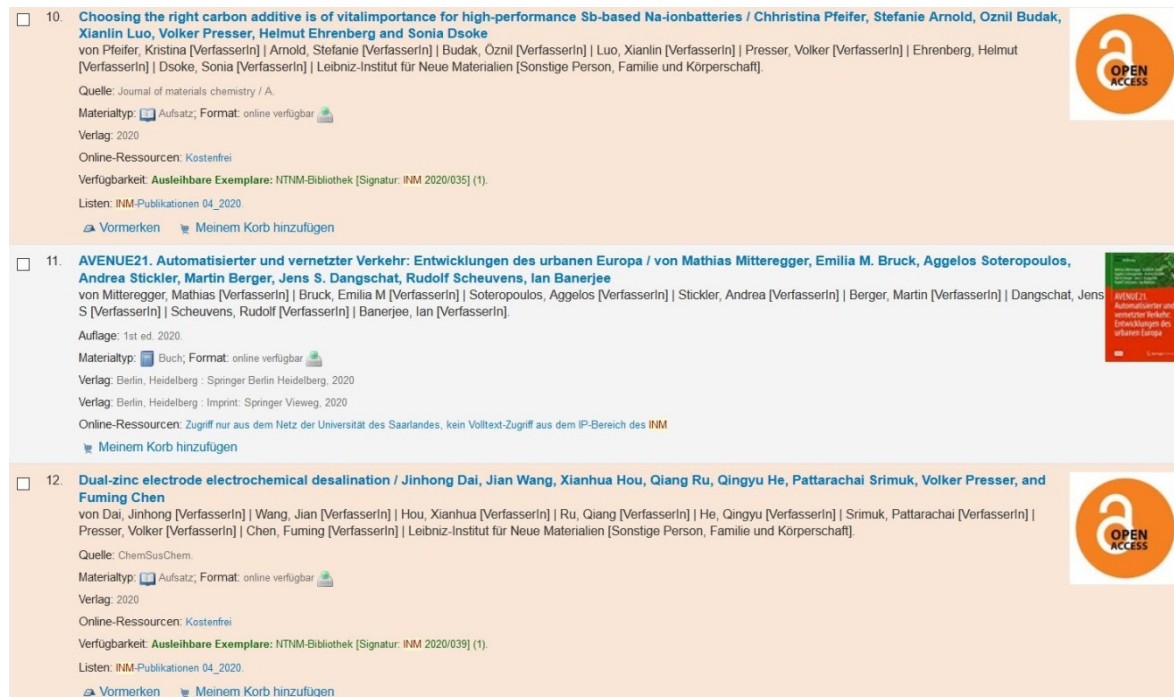 10. Choosing the right carbon additive is of vitalimportance for high-performance Sb-based Na-ionbatteries / Chhristina Pfeifer, Stefanie Arnold, Oznil Budak,
Xianlin Luo, Volker Presser, Helmut Ehrenberg and Sonia Dsoke
von Pfeifer, Kristina [VerfasserIn] | Arnold, Stefanie [VerfasserIn] | Budak, Öznil [VerfasserIn] | Luo, Xianlin [VerfasserIn] | Presser, Volker [VerfasserIn] | Ehrenberg, Helmut
[VerfasserIn] | Dsoke, Sonia [VerfasserIn] | Leibniz-Institut für Neue Materialien [Sonstige Person, Familie und Körperschaft].
OPEN
ACCESS
Quelle: Journal of materials chemistry / A.
Materialtyp: Aufsatz; Format: online verfügbar
Verlag: 2020
Online-Ressourcen: Kostenfrei
Verfügbarkeit: Ausleihbare Exemplare: NTNM-Bibliothek [Signatur: INM 2020/035] (1).
Listen: INM-Publikationen 04_2020.
Vormerken Meinem Korb hinzufügen
11. AVENUE21. Automatisierter und vernetzter Verkehr: Entwicklungen des urbanen Europa / von Mathias Mitteregger, Emilia M. Bruck, Aggelos Soteropoulos,
Andrea Stickler, Martin Berger, Jens S. Dangschat, Rudolf Scheuvens, Ian Banerjee
von Mitteregger, Mathias [VerfasserIn] | Bruck, Emilia M [VerfasserIn] | Soteropoulos, Aggelos [VerfasserIn] | Stickler, Andrea [VerfasserIn] | Berger, Martin [VerfasserIn] | Dangschat, Jens
S [VerfasserIn] | Scheuvens, Rudolf [VerfasserIn] | Banerjee, Ian [VerfasserIn].
AVENUE21.
Automatisierter und
vernetzter Verkehr:
Entwicklungen des
urbanen Europa
Auflage: 1st ed. 2020.
Materialtyp: Buch; Format: online verfügbar
Verlag: Berlin, Heidelberg : Springer Berlin Heidelberg, 2020
Verlag: Berlin, Heidelberg : Imprint: Springer Vieweg, 2020
Online-Ressourcen: Zugriff nur aus dem Netz der Universität des Saarlandes, kein Volltext-Zugriff aus dem IP-Bereich des INM
Meinem Korb hinzufügen
12. Dual-zinc electrode electrochemical desalination / Jinhong Dai, Jian Wang, Xianhua Hou, Qiang Ru, Qingyu He, Pattarachai Srimuk, Volker Presser, and
Fuming Chen
von Dai, Jinhong [VerfasserIn] | Wang, Jian [VerfasserIn] | Hou, Xianhua [VerfasserIn] | Ru, Qiang [VerfasserIn] | He, Qingyu [VerfasserIn] | Srimuk, Pattarachai [VerfasserIn] |
Presser, Volker [VerfasserIn] | Chen, Fuming [VerfasserIn] | Leibniz-Institut für Neue Materialien [Sonstige Person, Familie und Körperschaft].
OPEN
ACCESS
Quelle: ChemSusChem.
Materialtyp: Aufsatz; Format: online verfügbar
Verlag: 2020
Online-Ressourcen: Kostenfrei
Verfügbarkeit: Ausleihbare Exemplare: NTNM-Bibliothek [Signatur: INM 2020/039] (1).
Listen: INM-Publikationen 04_2020.
Vormerken Meinem Korb hinzufügen